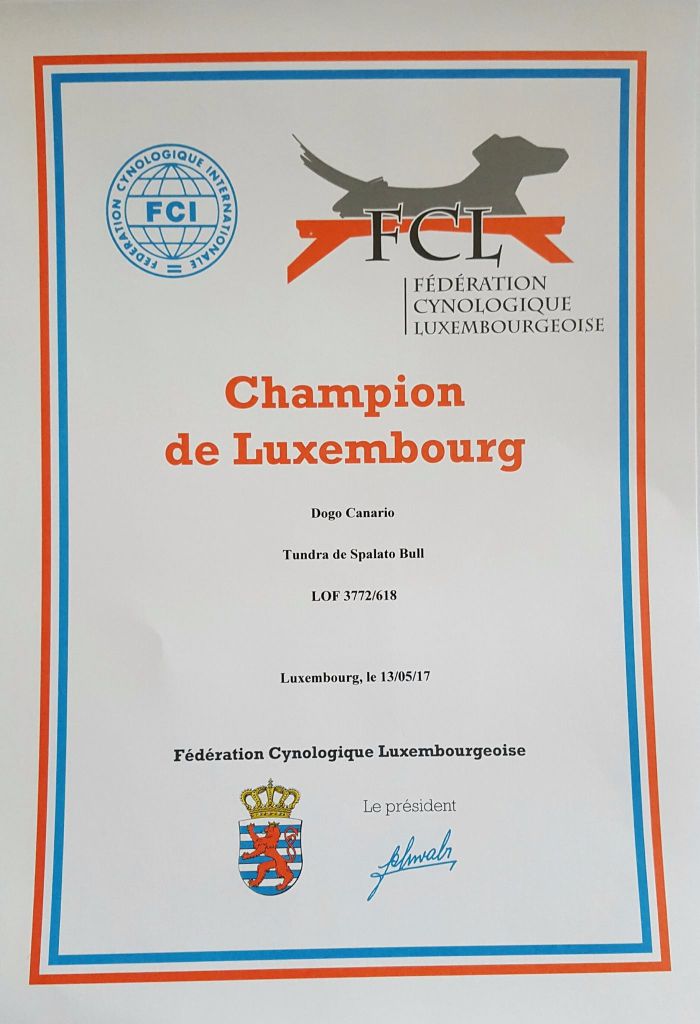 FEDERATION CYNOLOGIQUE INTERNATIONALE
FCI
FCL
FÉDÉRATION
CYNOLOGIQUE
LUXEMBOURGEOISE
Champion
de Luxembourg
Dogo Canario
Tundra de Spalato Bull
LOF 3772/618
Luxembourg, le 13/05/17
Fédération Cynologique Luxembourgeoise
Le président